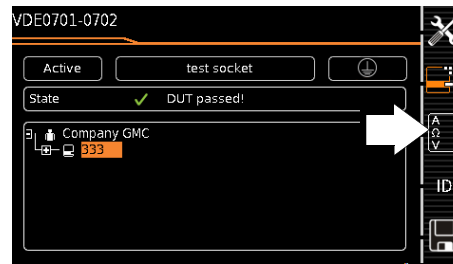 VDE0701-0702
Active
test socket
State ✓ DUT passed!
Company GMC
333
A
Ω
V
ID